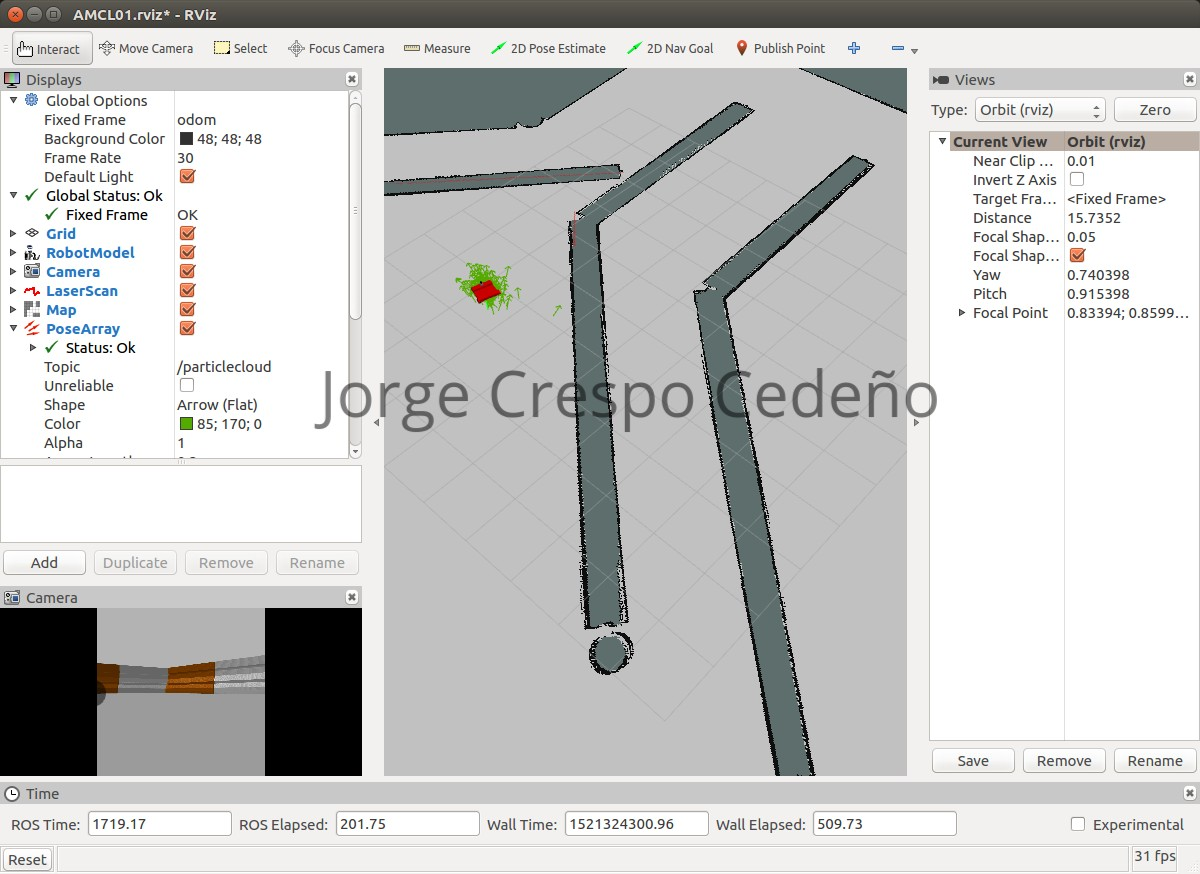 AMCL01.rviz* - RViz
Interact Move Camera Select Focus Camera Measure 2D Pose Estimate 2D Nav Goal Publish Point
Displays
Global Options
Fixed Frame odom
Background Color 48; 48; 48
Frame Rate 30
Default Light
Global Status: Ok
Fixed Frame OK
Grid
RobotModel
Camera
LaserScan
Map
PoseArray
Status: Ok
Topic /particlecloud
Unreliable
Shape Arrow (Flat)
Color 85; 170; 0
Alpha 1
Add Duplicate Remove Rename
Camera
Jorge Crespo Cedeño
Views
Type: Orbit (rviz) Zero
Current View Orbit (rviz)
Near Clip ... 0.01
Invert Z Axis
Target Fra... <Fixed Frame>
Distance 15.7352
Focal Shap... 0.05
Focal Shap...
Yaw 0.740398
Pitch 0.915398
Focal Point 0.83394; 0.8599...
Save Remove Rename
Time
ROS Time: 1719.17 ROS Elapsed: 201.75 Wall Time: 1521324300.96 Wall Elapsed: 509.73 Experimental
Reset 31 fps